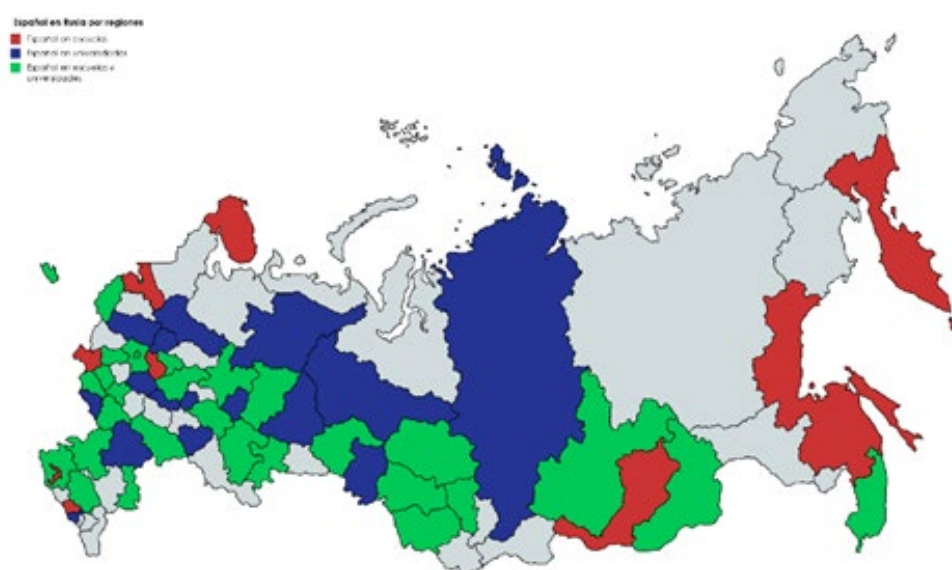 Español en Rusia por regiones
Español en escuelas
Español en universidades
Español en escuelas y
universidades